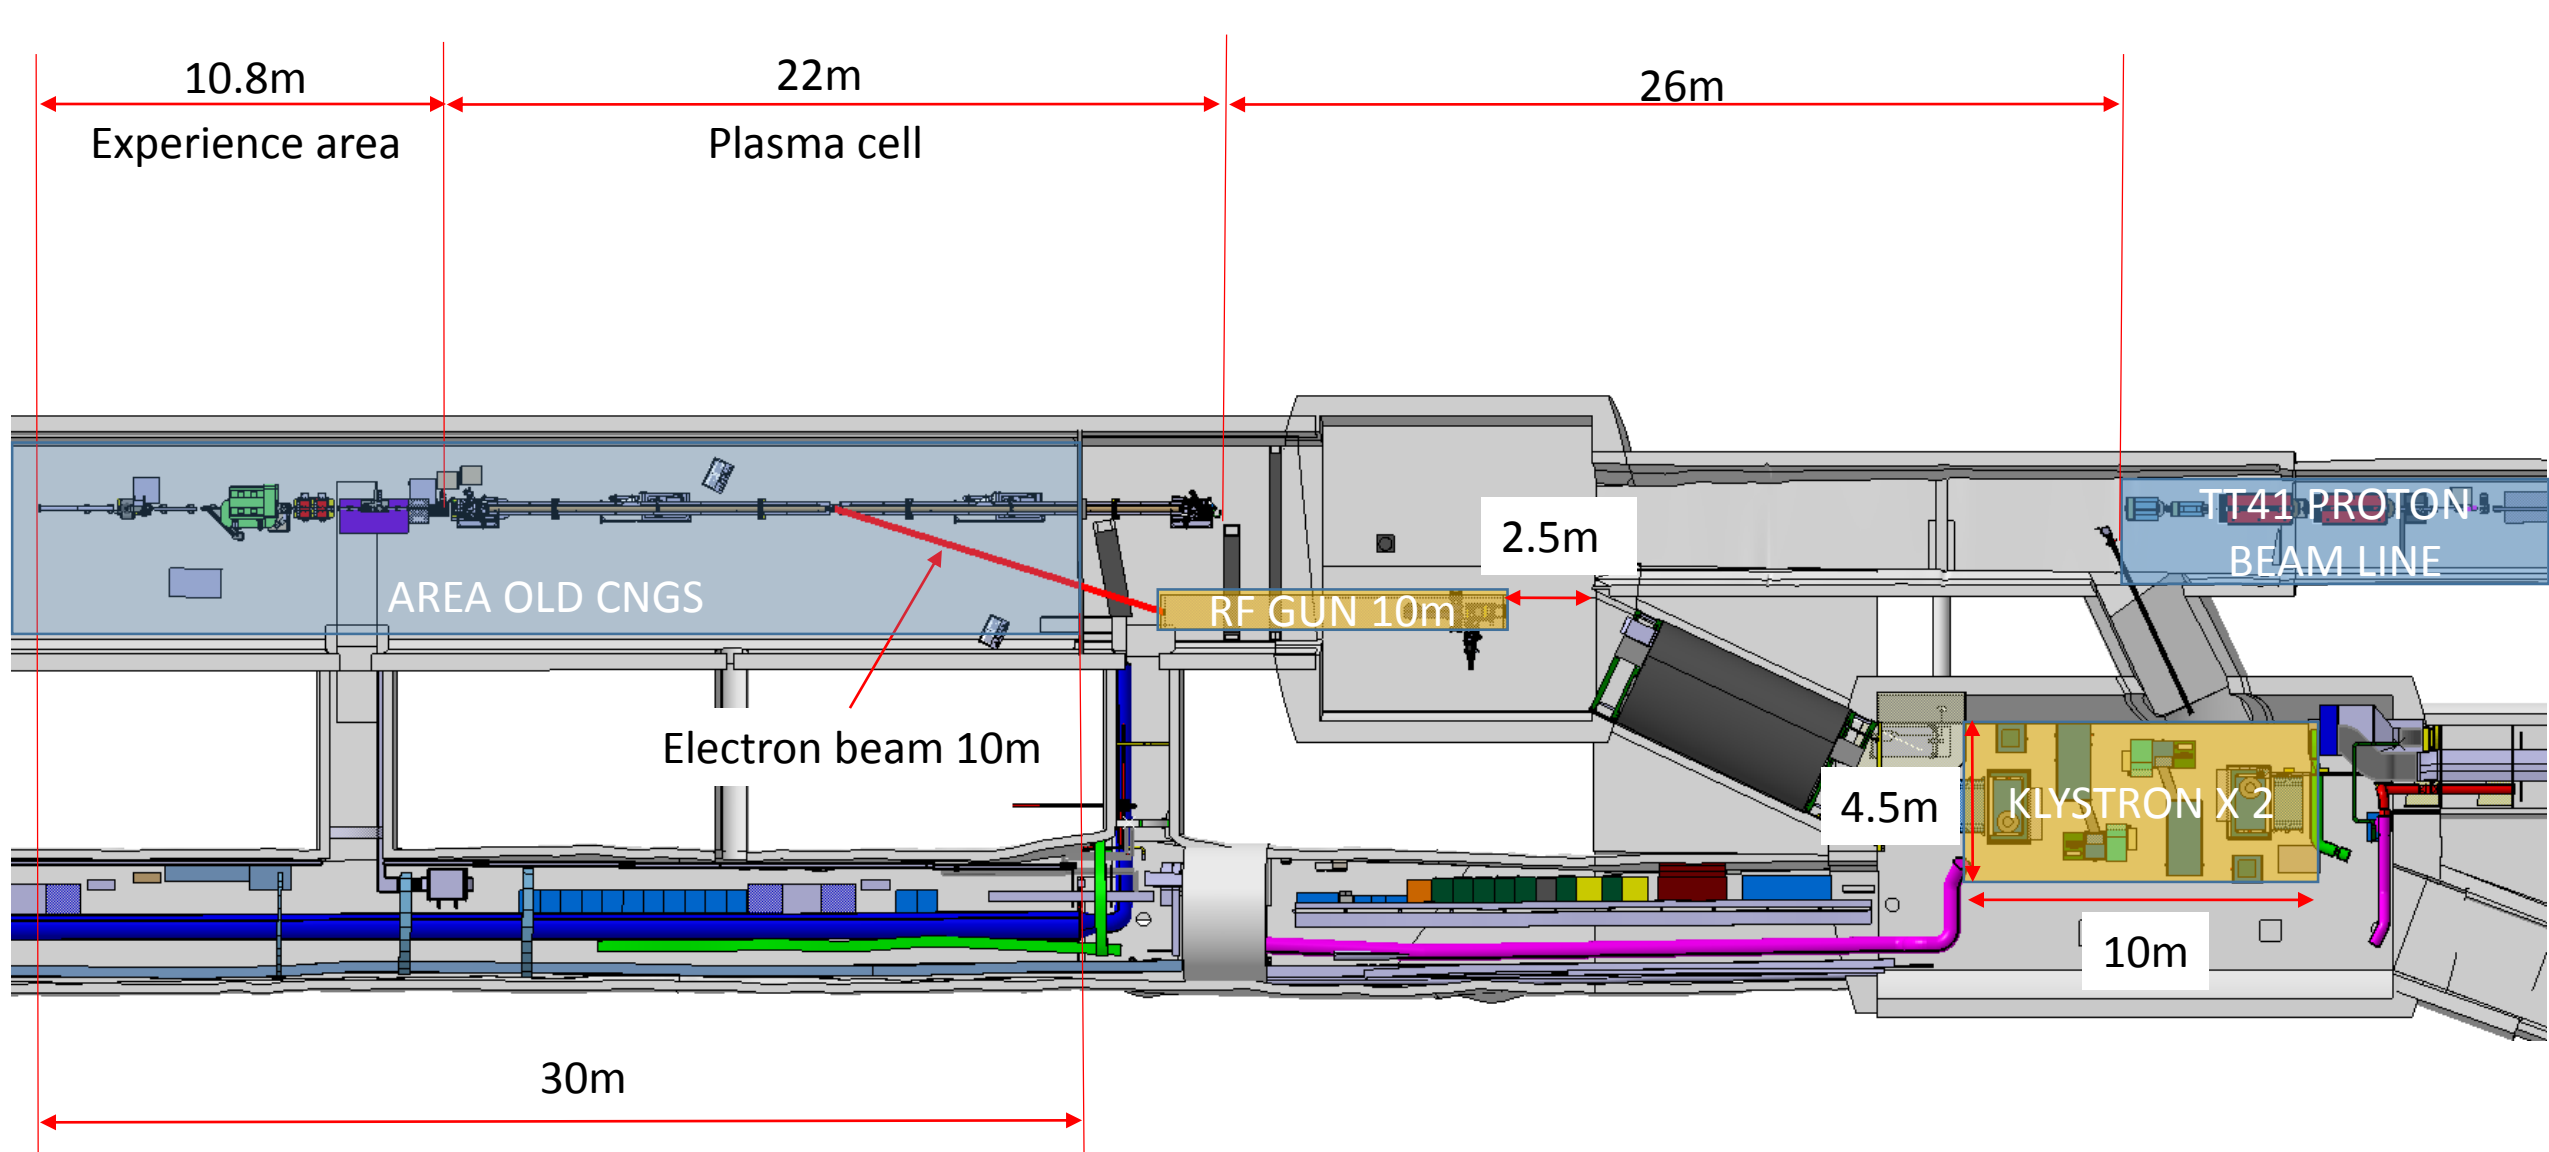 10.8m
22m
26m
Experience area
Plasma cell
2.5m
TT41 PROTON
BEAM LINE
AREA OLD CNGS
RF GUN 10m
Electron beam 10m
4.5m
KLYSTRON X 2
10m
30m